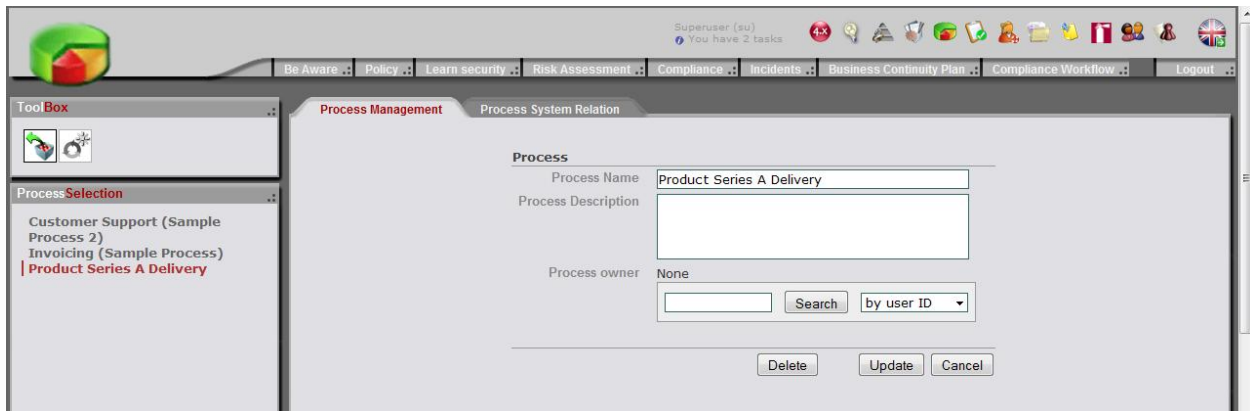 Superuser (su)
You have 2 tasks
4.x
Be Aware .: Policy .: Learn security .: Risk Assessment .: Compliance .: Incidents .: Business Continuity Plan .: Compliance Workflow .: Logout .:
ToolBox .:
ProcessSelection .:
Customer Support (Sample
Process 2)
Invoicing (Sample Process)
Product Series A Delivery
Process Management Process System Relation
Process
Process Name Product Series A Delivery
Process Description
Process owner None
Search by user ID
Delete Update Cancel